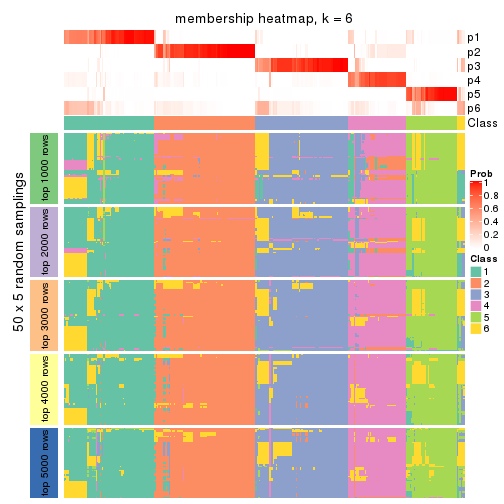 membership heatmap, k = 6
p1
p2
p3
p4
p5
p6
Class
50 x 5 random samplings
top 1000 rows
top 2000 rows
top 3000 rows
top 4000 rows
top 5000 rows
Prob
1
0.8
0.6
0.4
0.2
0
Class
1
2
3
4
5
6